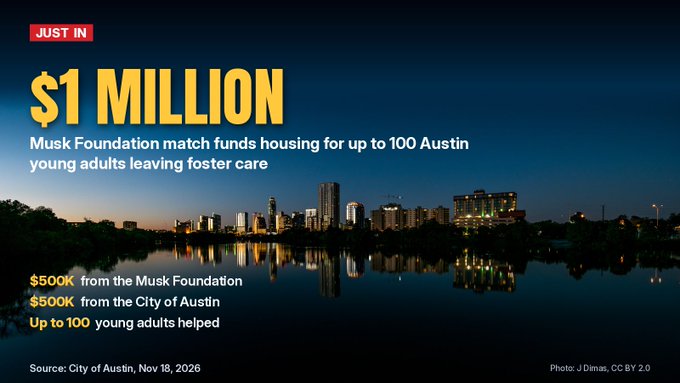 JUST IN
$1 MILLION
Musk Foundation match funds housing for up to 100 Austin
young adults leaving foster care
$500K from the Musk Foundation
$500K from the City of Austin
Up to 100 young adults helped
Source: City of Austin, Nov 18, 2026
Photo: J Dimas, CC BY 2.0